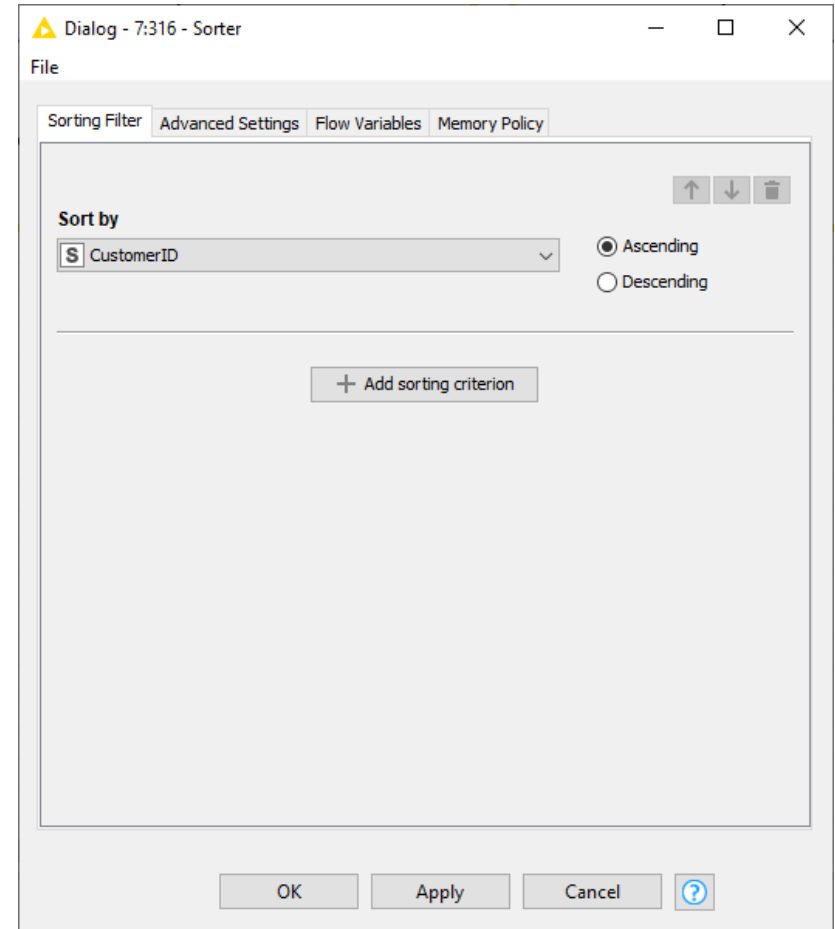 Dialog - 7:316 - Sorter
File
Sorting Filter Advanced Settings Flow Variables Memory Policy
Sort by
S CustomerID
Ascending
Descending
+ Add sorting criterion
OK Apply Cancel ?